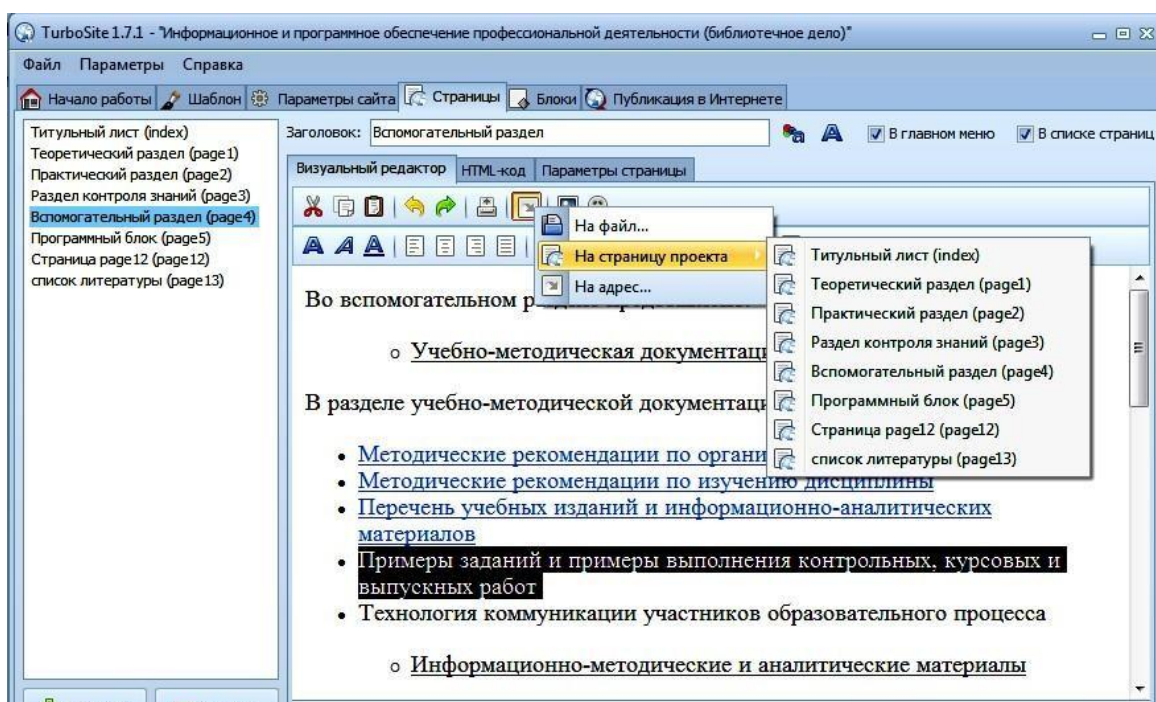 TurboSite 1.7.1 - "Информационное и программное обеспечение профессиональной деятельности (библиотечное дело)"
Файл Параметры Справка
Начало работы Шаблон Параметры сайта Страницы Блоки Публикация в Интернете
Титульный лист (index)
Теоретический раздел (page1)
Практический раздел (page2)
Раздел контроля знаний (page3)
Вспомогательный раздел (page4)
Программный блок (page5)
Страница page12 (page12)
список литературы (page13)
Заголовок: Вспомогательный раздел В главном меню В списке страниц
Визуальный редактор HTML-код Параметры страницы
На файл...
На страницу проекта
На адрес...
Титульный лист (index)
Теоретический раздел (page1)
Практический раздел (page2)
Раздел контроля знаний (page3)
Вспомогательный раздел (page4)
Программный блок (page5)
Страница page12 (page12)
список литературы (page13)
Во вспомогательном
Учебно-методическая
В разделе учебно-методической
Методические рекомендации по
Методические рекомендации по изучению дисциплины
Перечень учебных изданий и информационно-аналитических
материалов
Примеры заданий и примеры выполнения контрольных, курсовых и
выпускных работ
Технология коммуникации участников образовательного процесса
Информационно-методические и аналитические материалы